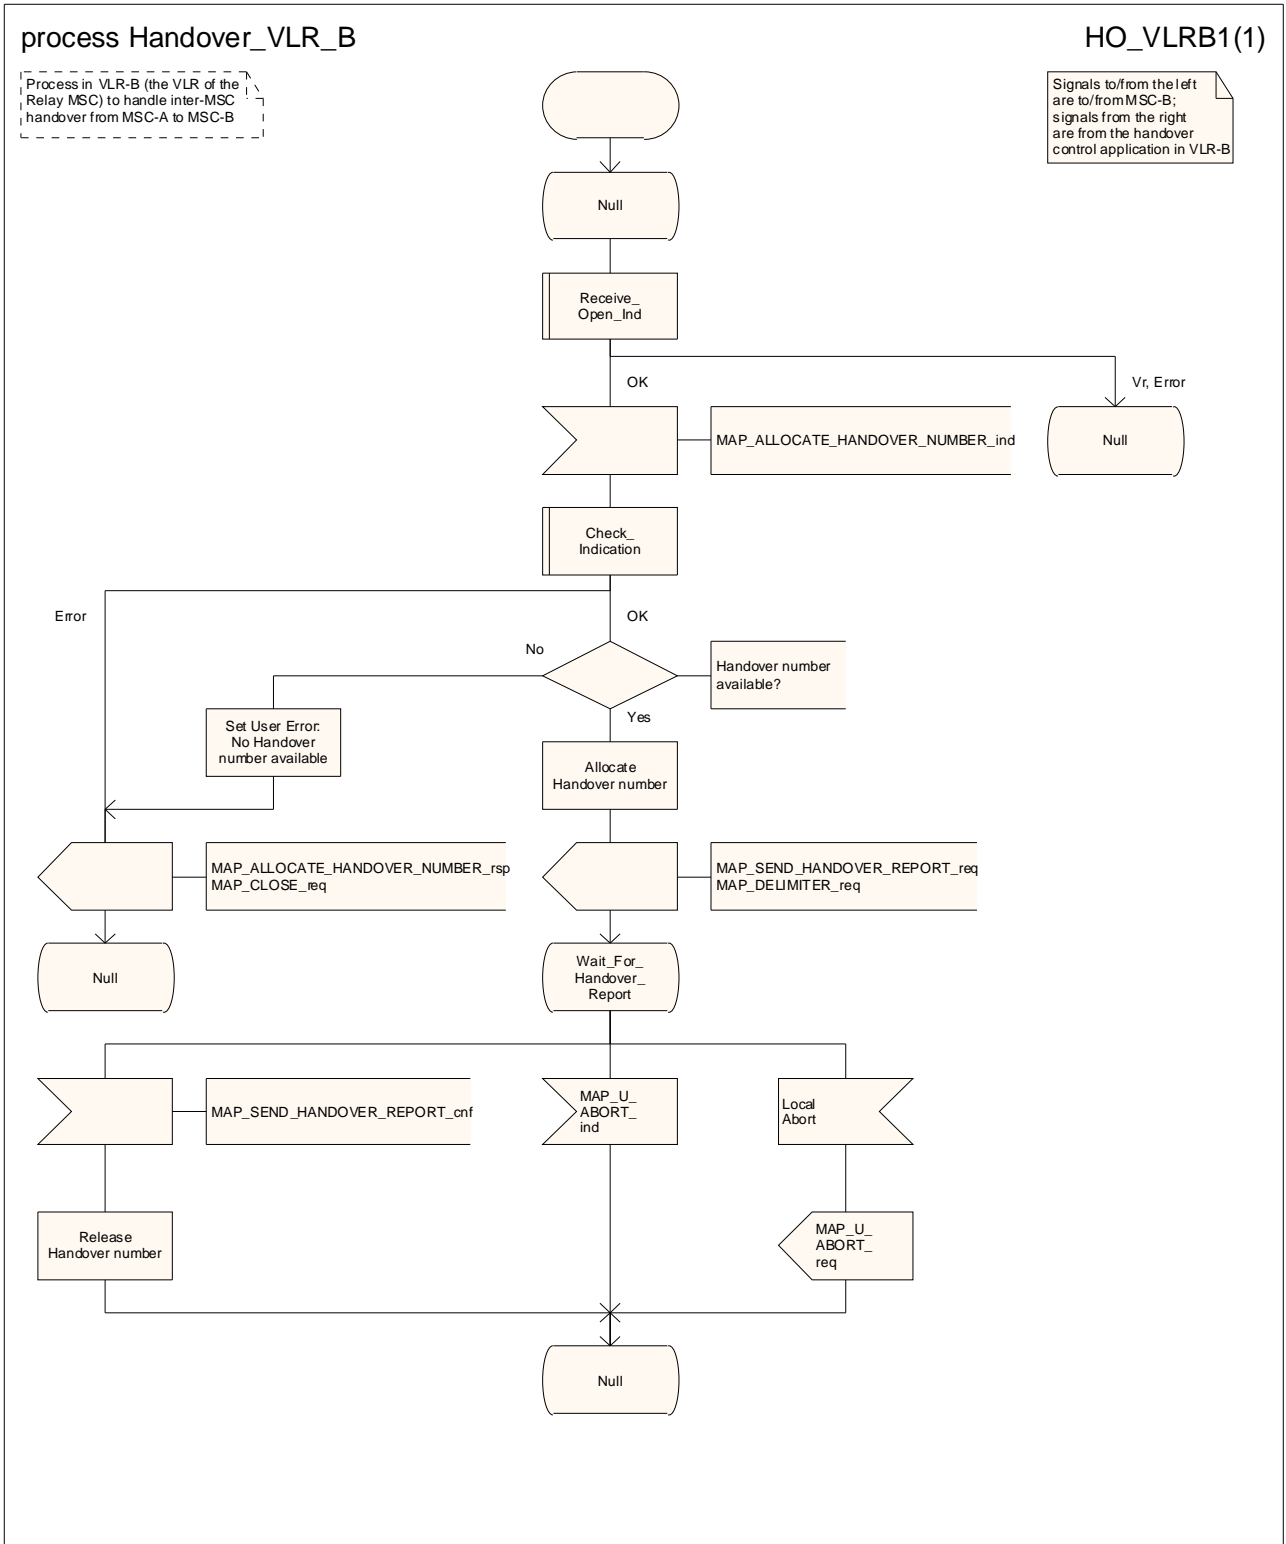 process Handover_VLR_B
HO_VLRB1(1)
Process in VLR-B (the VLR of the
Relay MSC) to handle inter-MSC
handover from MSC-A to MSC-B
Signals to/from the left
are to/from MSC-B;
signals from the right
are from the handover
control application in VLR-B
Null
Receive_
Open_Ind
OK
Vr, Error
MAP_ALLOCATE_HANDOVER_NUMBER_ind
Null
Check_
Indication
Error
OK
No
Handover number
available?
Yes
Set User Error:
No Handover
number available
Allocate
Handover number
MAP_ALLOCATE_HANDOVER_NUMBER_rsp
MAP_CLOSE_req
MAP_SEND_HANDOVER_REPORT_req
MAP_DELIMITER_req
Null
Wait_For_
Handover_
Report
MAP_SEND_HANDOVER_REPORT_cnf
MAP_U_
ABORT_
ind
Local
Abort
Release
Handover number
MAP_U_
ABORT_
req
Null